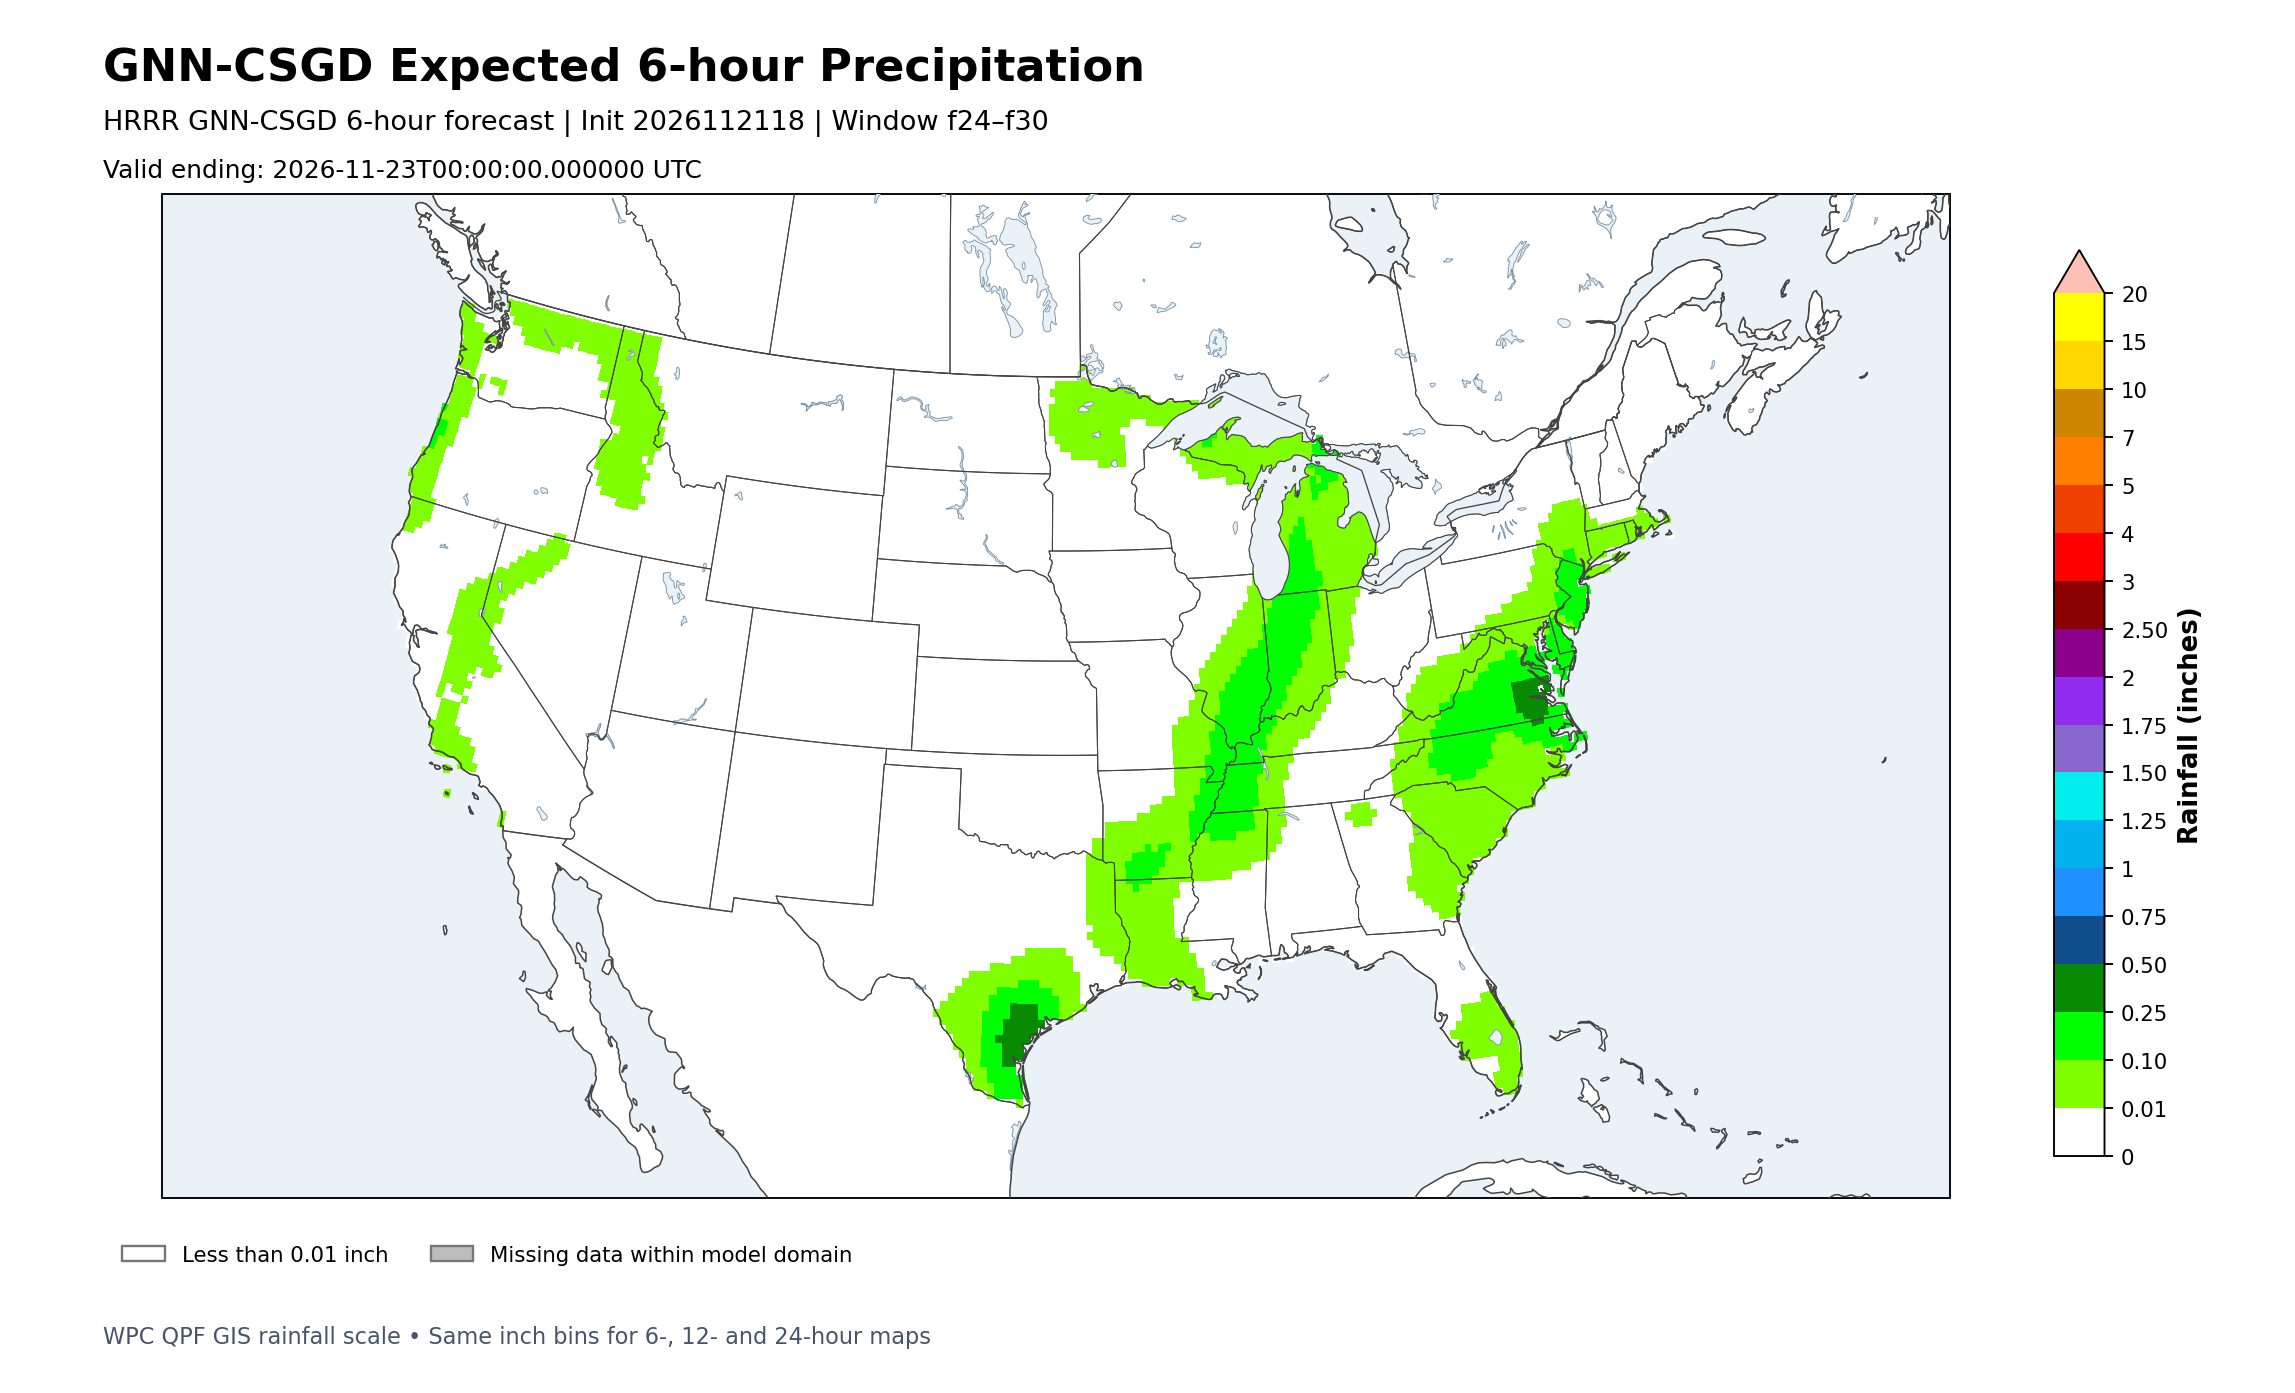 GNN-CSGD Expected 6-hour Precipitation
HRRR GNN-CSGD 6-hour forecast | Init 2026112118 | Window f24–f30
Valid ending: 2026-11-23T00:00:00.000000 UTC
20
15
10
7
5
4
3
2.50
2
1.75
1.50
1.25
1
0.75
0.50
0.25
0.10
0.01
0
Rainfall (inches)
Less than 0.01 inch
Missing data within model domain
WPC QPF GIS rainfall scale • Same inch bins for 6-, 12- and 24-hour maps